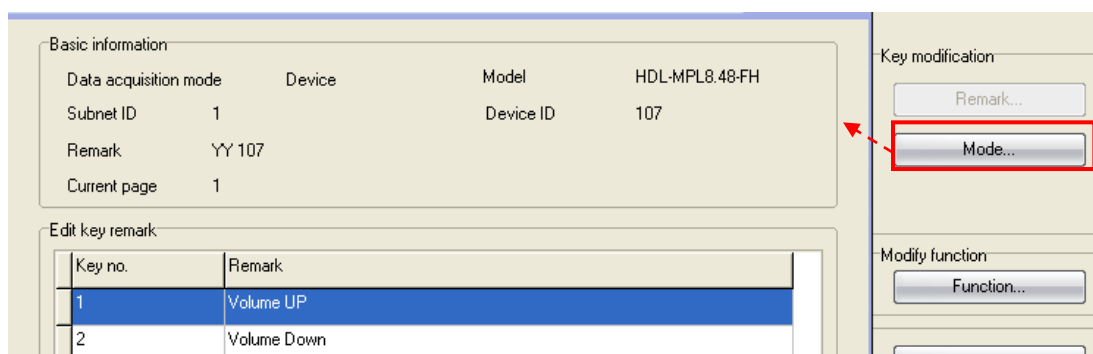 Basic information
Data acquisition mode Device Model HDL-MPL8.48-FH
Subnet ID 1 Device ID 107
Remark YY 107
Current page 1
Edit key remark
Key no. Remark
1 Volume UP
2 Volume Down
Key modification
Remark...
Mode...
Modify function
Function...